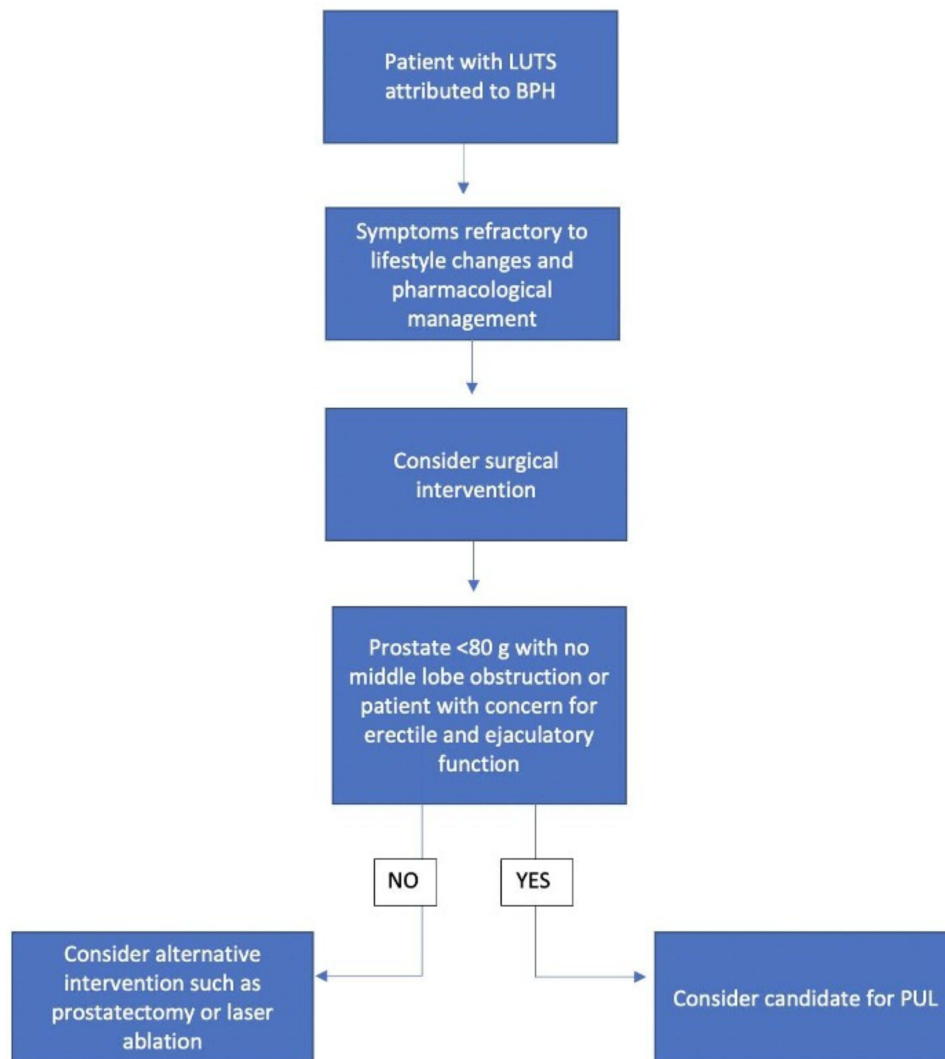 Patient with LUTS
attributed to BPH
Symptoms refractory to
lifestyle changes and
pharmacological
management
Consider surgical
intervention
Prostate <80 g with no
middle lobe obstruction or
patient with concern for
erectile and ejaculatory
function
NO
YES
Consider alternative
intervention such as
prostatectomy or laser
ablation
Consider candidate for PUL